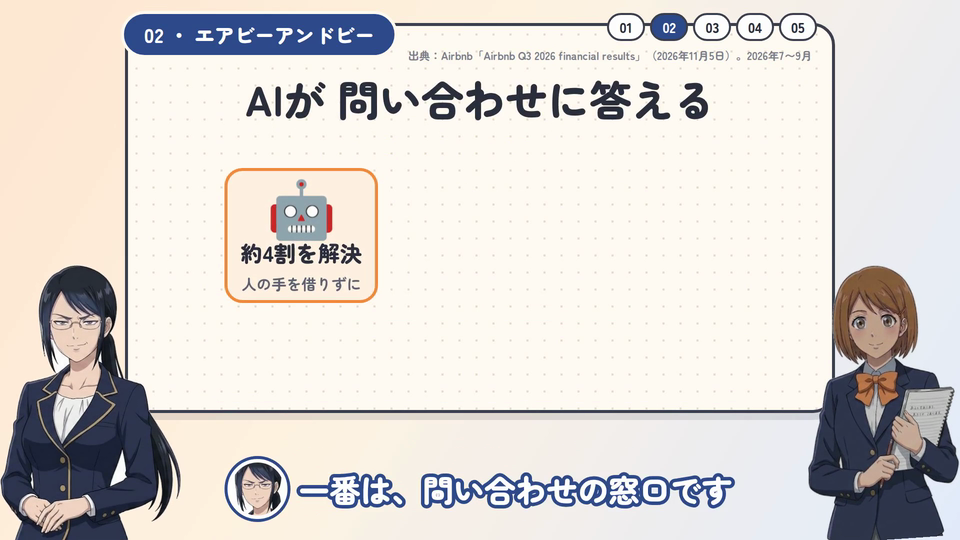 02 ・ エアビーアンドビー
01 02 03 04 05
出典：Airbnb「Airbnb Q3 2026 financial results」（2026年11月5日）。2026年7〜9月
AIが 問い合わせに答える
約4割を解決
人の手を借りずに
一番は、問い合わせの窓口です